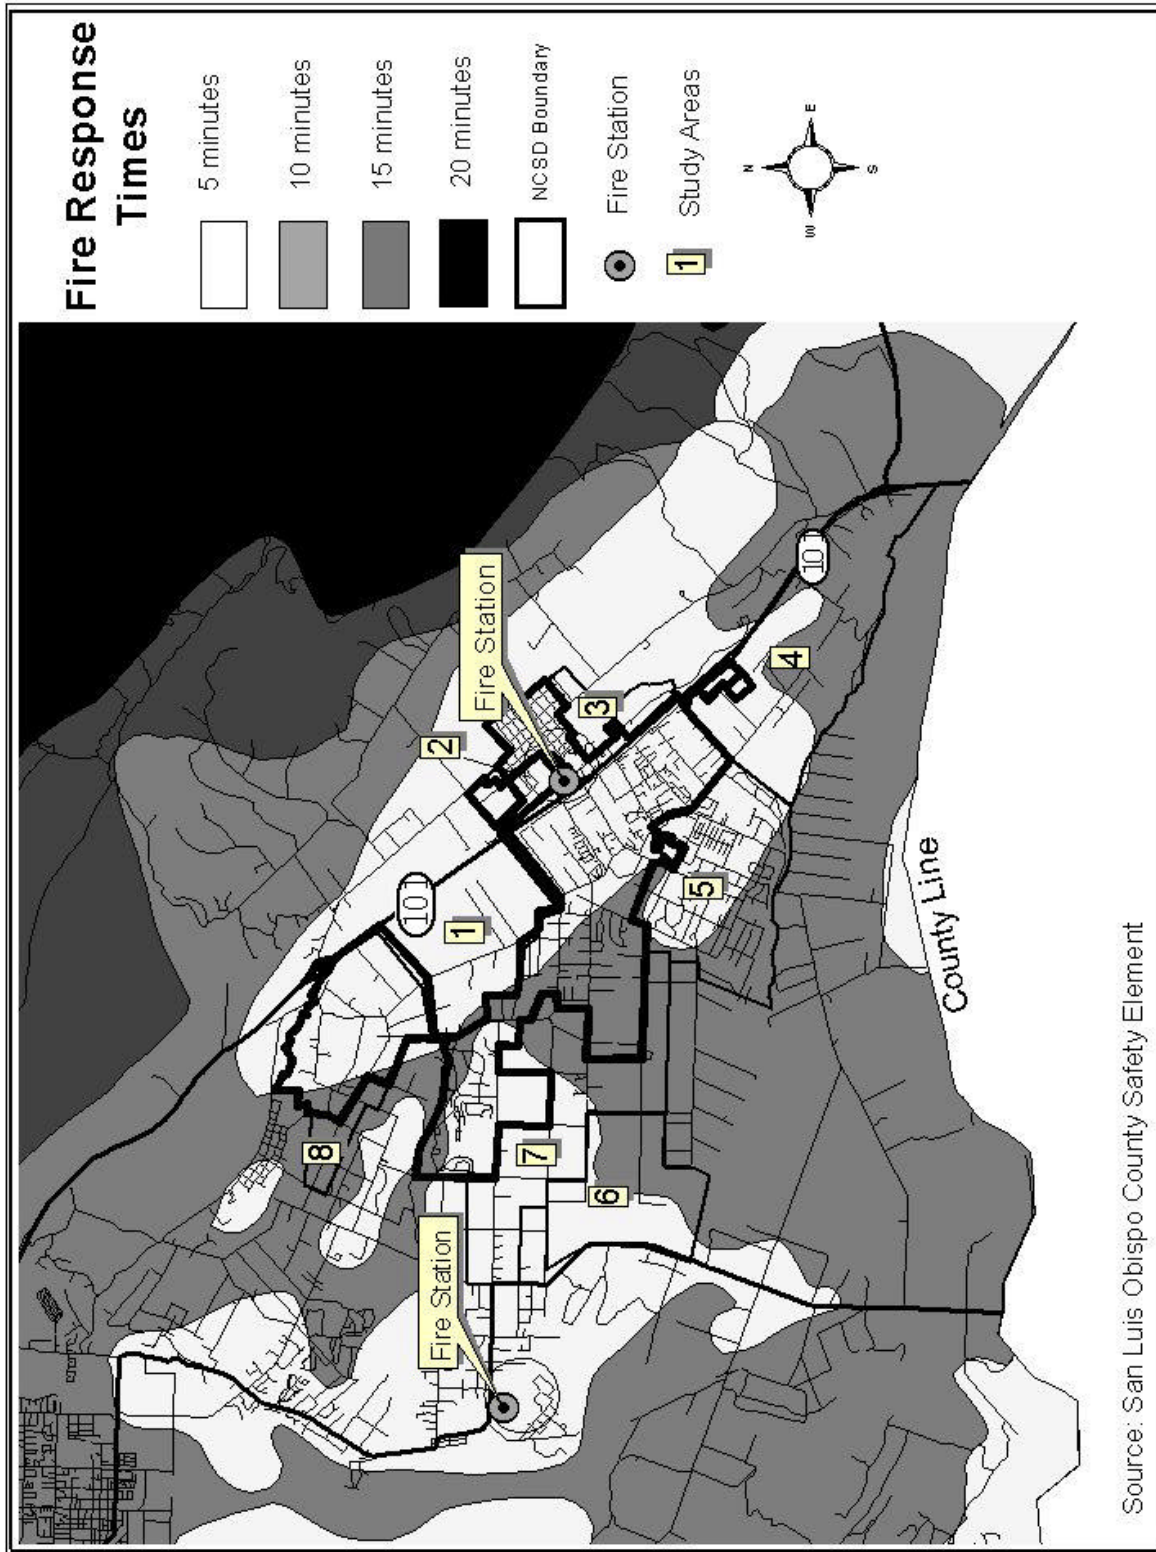 Fire Response
Times
5 minutes
10 minutes
15 minutes
20 minutes
NCSD Boundary
Fire Station
1
Study Areas
N
W
E
S
Fire Station
Fire Station
101
101
1
2
3
4
5
6
7
8
County Line
Source: San Luis Obispo County Safety Element